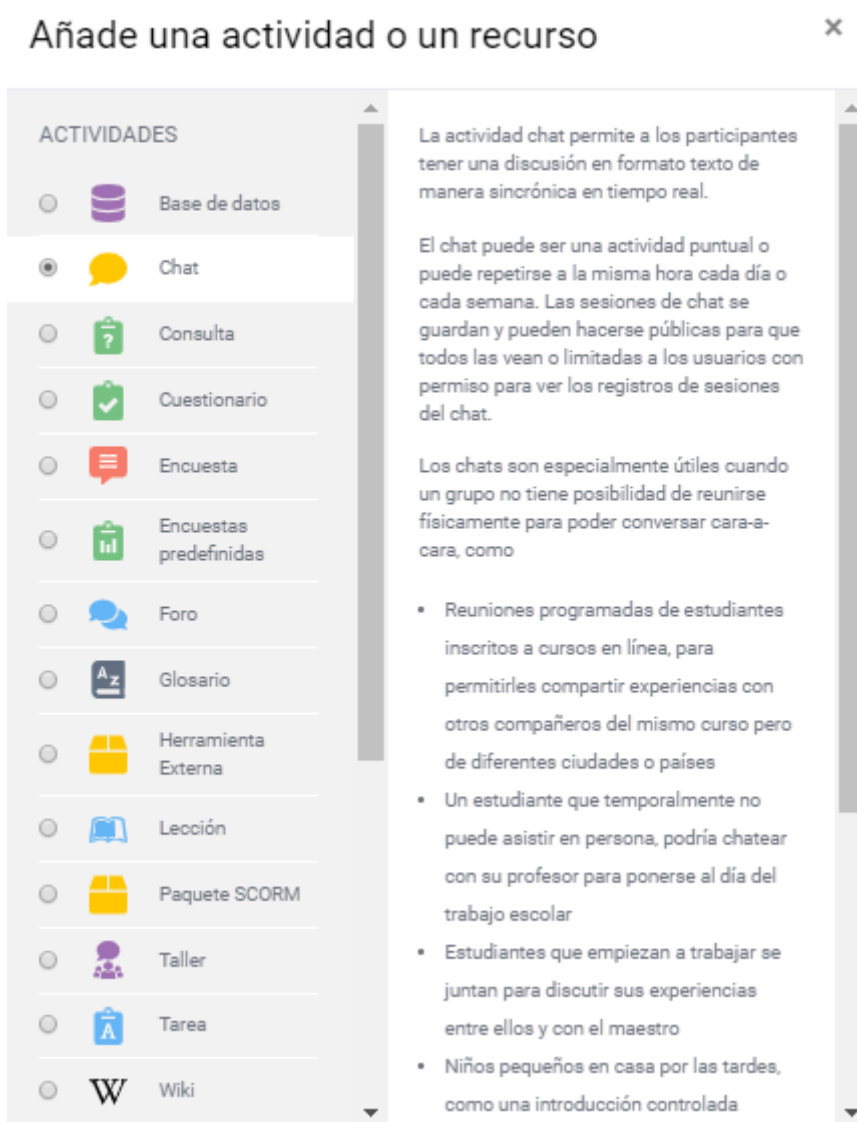 Añade una actividad o un recurso
×
ACTIVIDADES
Base de datos
Chat
Consulta
Cuestionario
Encuesta
Encuestas
predefinidas
Foro
Glosario
Herramienta
Externa
Lección
Paquete SCORM
Taller
Tarea
Wiki
La actividad chat permite a los participantes
tener una discusión en formato texto de
manera sincrónica en tiempo real.
El chat puede ser una actividad puntual o
puede repetirse a la misma hora cada día o
cada semana. Las sesiones de chat se
guardan y pueden hacerse públicas para que
todos las vean o limitadas a los usuarios con
permiso para ver los registros de sesiones
del chat.
Los chats son especialmente útiles cuando
un grupo no tiene posibilidad de reunirse
físicamente para poder conversar cara-a-
cara, como
• Reuniones programadas de estudiantes
inscritos a cursos en línea, para
permitirles compartir experiencias con
otros compañeros del mismo curso pero
de diferentes ciudades o países
• Un estudiante que temporalmente no
puede asistir en persona, podría chatear
con su profesor para ponerse al día del
trabajo escolar
• Estudiantes que empiezan a trabajar se
juntan para discutir sus experiencias
entre ellos y con el maestro
• Niños pequeños en casa por las tardes,
como una introducción controlada